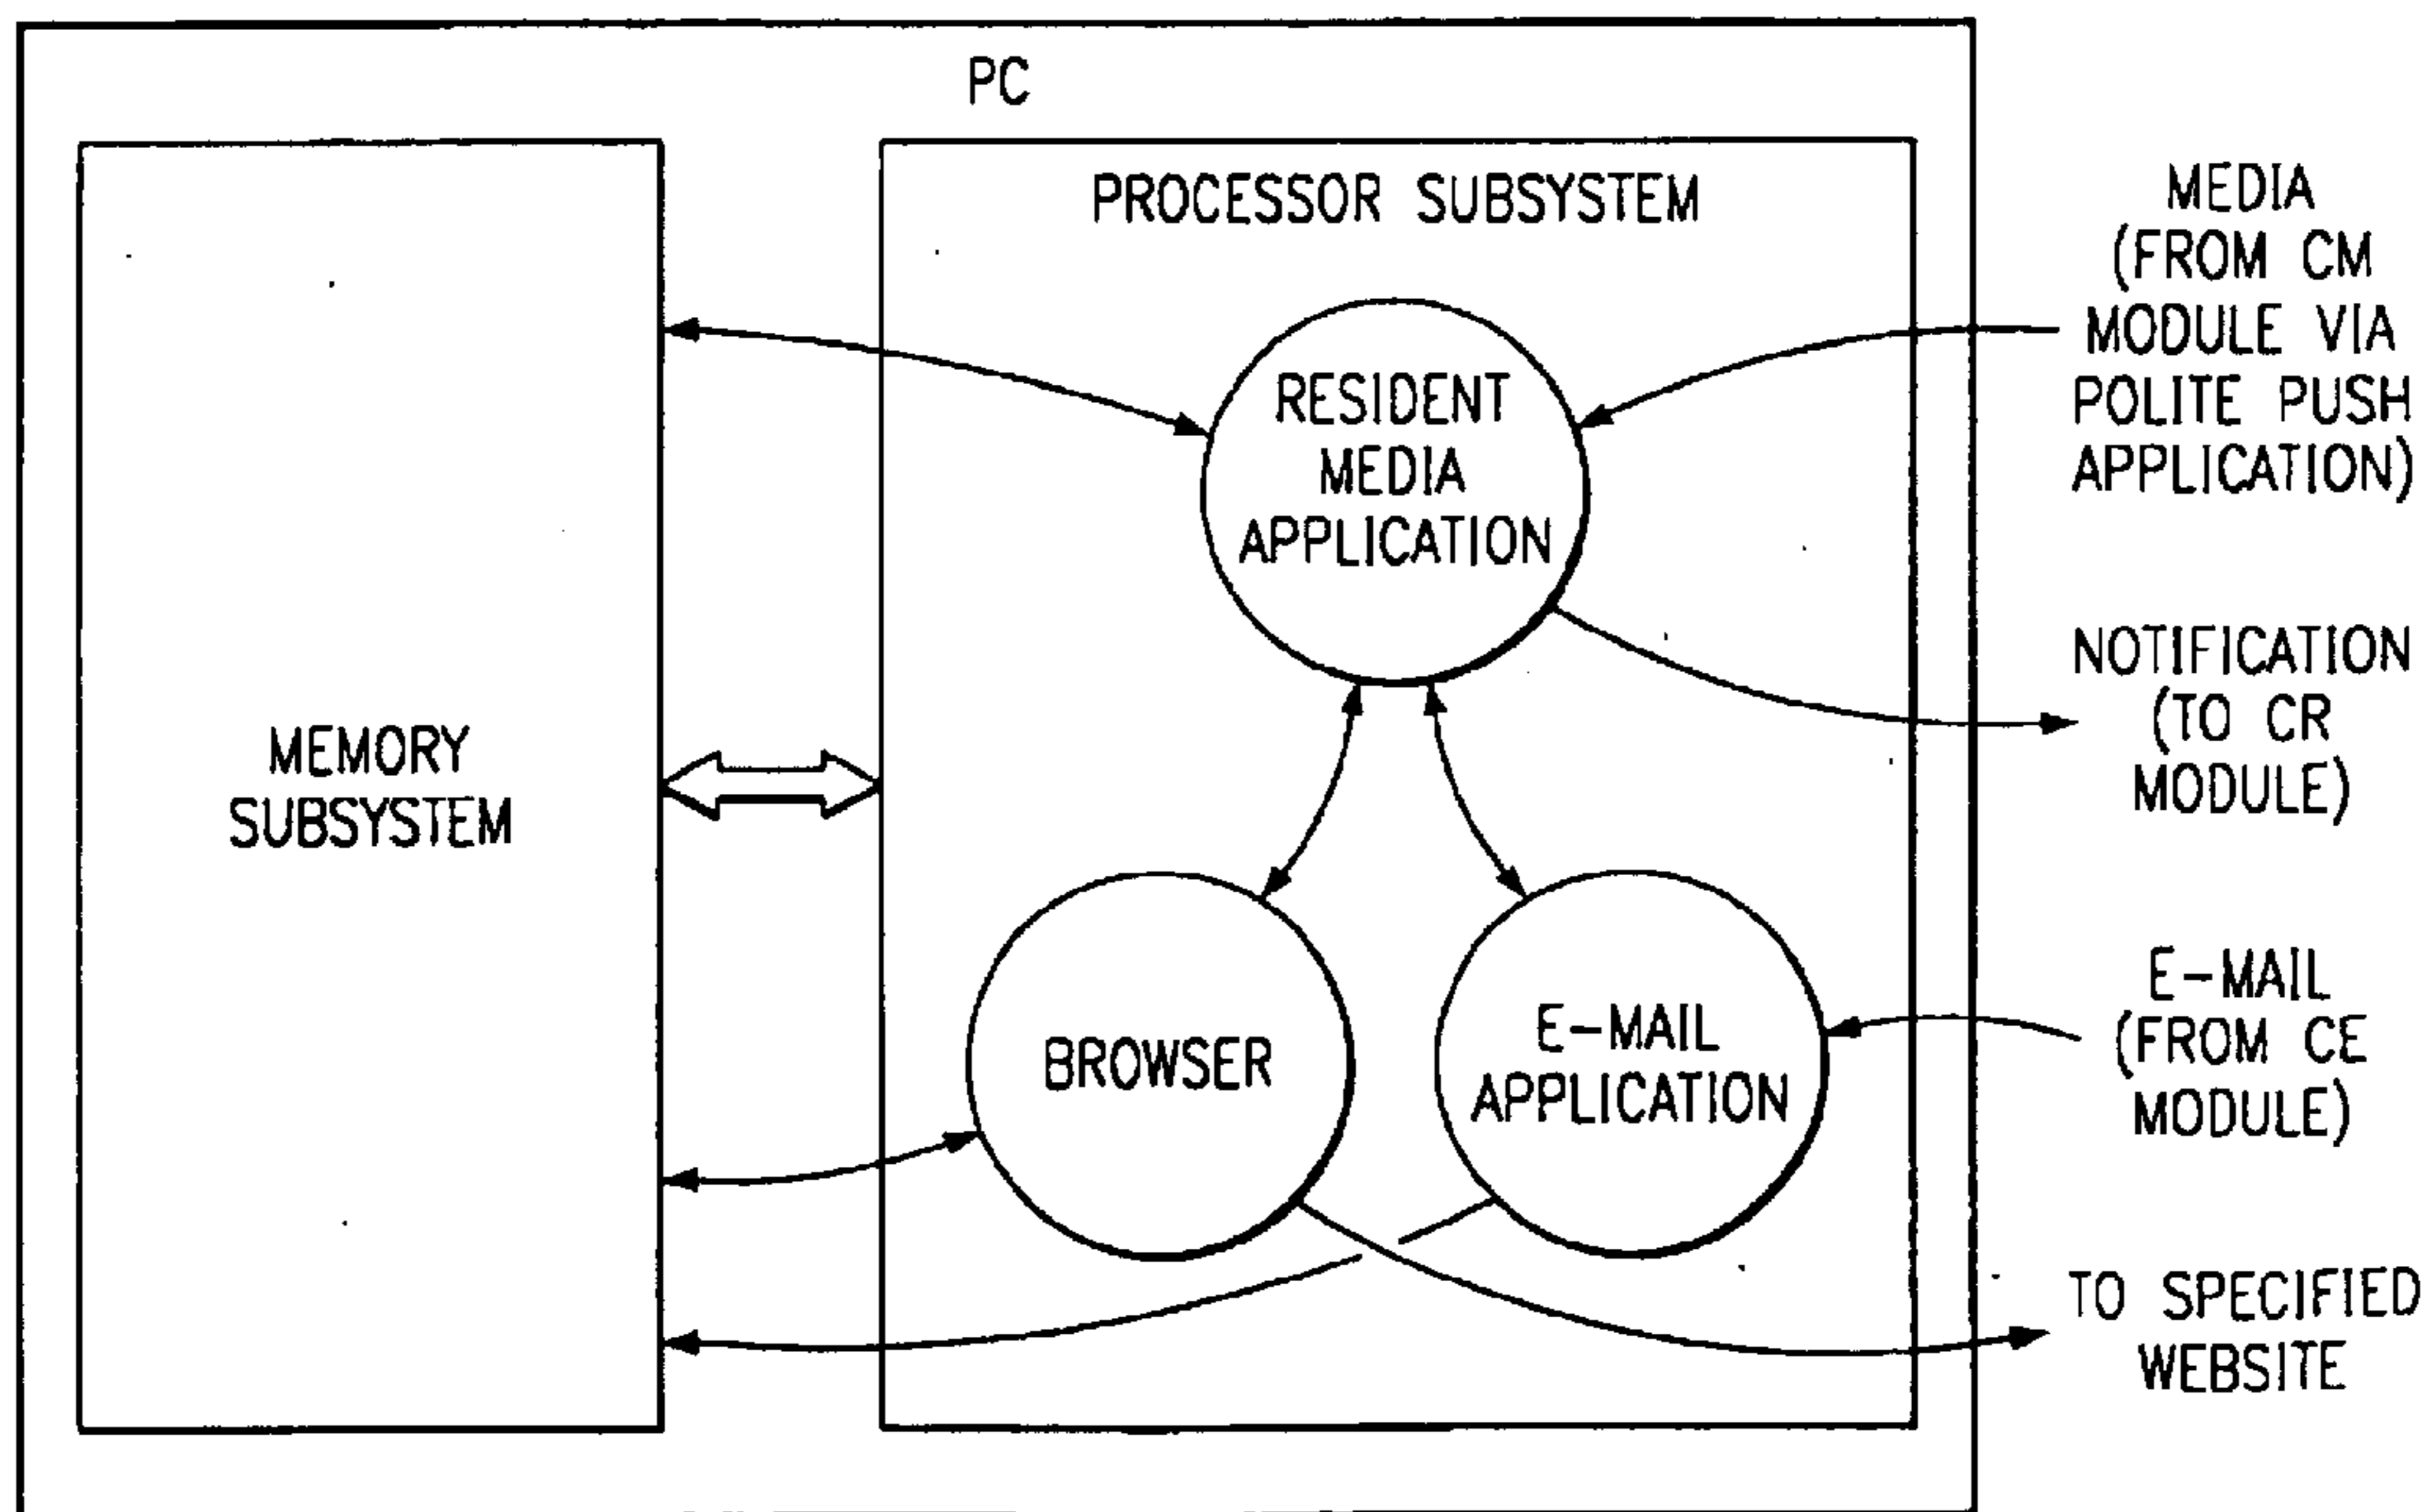 PC
PROCESSOR SUBSYSTEM
MEMORY
SUBSYSTEM
RESIDENT
MEDIA
APPLICATION
BROWSER
E-MAIL
APPLICATION
MEDIA
(FROM CM
MODULE VIA
POLITE PUSH
APPLICATION)
NOTIFICATION
(TO CR
MODULE)
E-MAIL
(FROM CE
MODULE)
TO SPECIFIED
WEBSITE